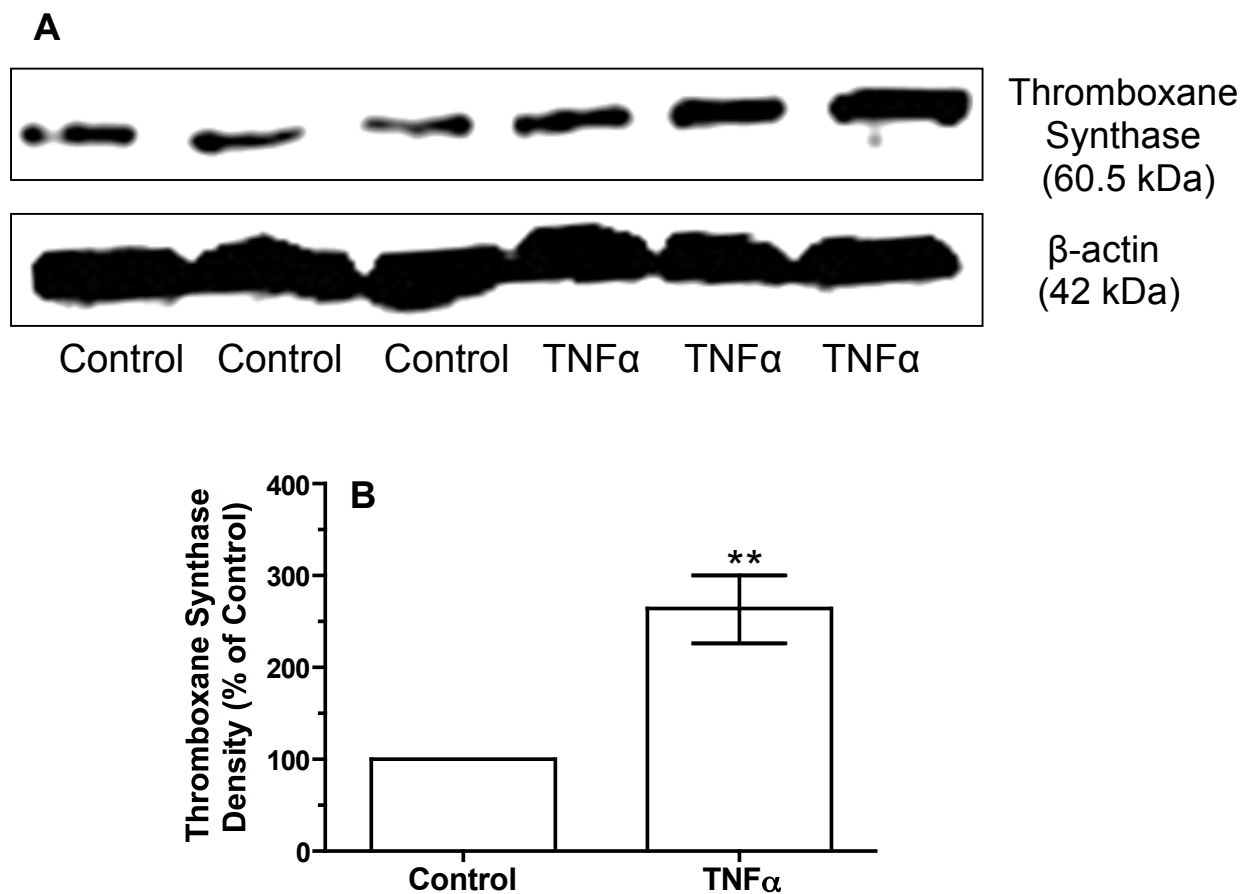 A
Thromboxane
Synthase
(60.5 kDa)
β-actin
(42 kDa)
Control Control Control TNFα TNFα TNFα
B
Thromboxane Synthase
Density (% of Control)
400
300
200
100
0
**
Control TNFα